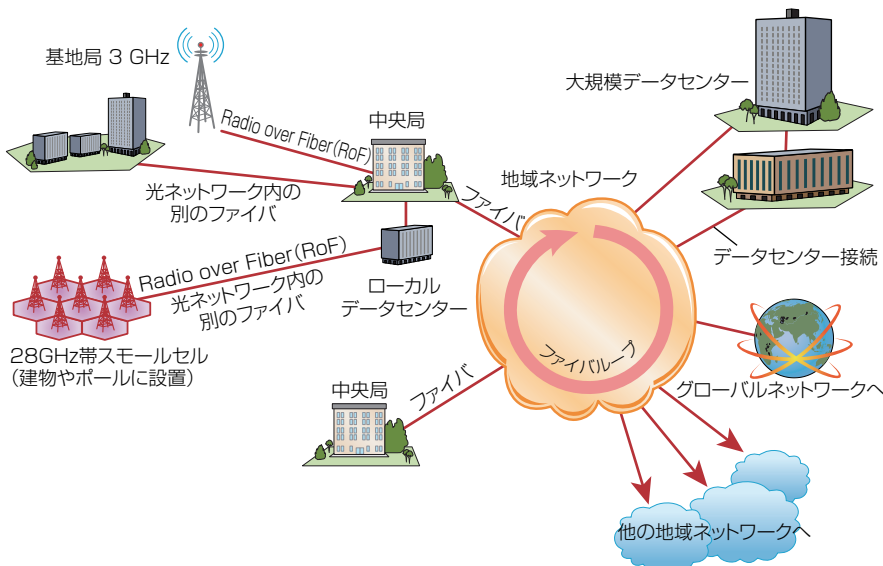 基地局 3 GHz
Radio over Fiber(RoF)
中央局
大規模データセンター
光ネットワーク内の
別のファイバ
ファイバ
地域ネットワーク
データセンター接続
Radio over Fiber(RoF)
光ネットワーク内の
別のファイバ
ローカル
データセンター
28GHz帯スモールセル
(建物やポールに設置)
ファイバループ
グローバルネットワークへ
中央局
ファイバ
他の地域ネットワークへ